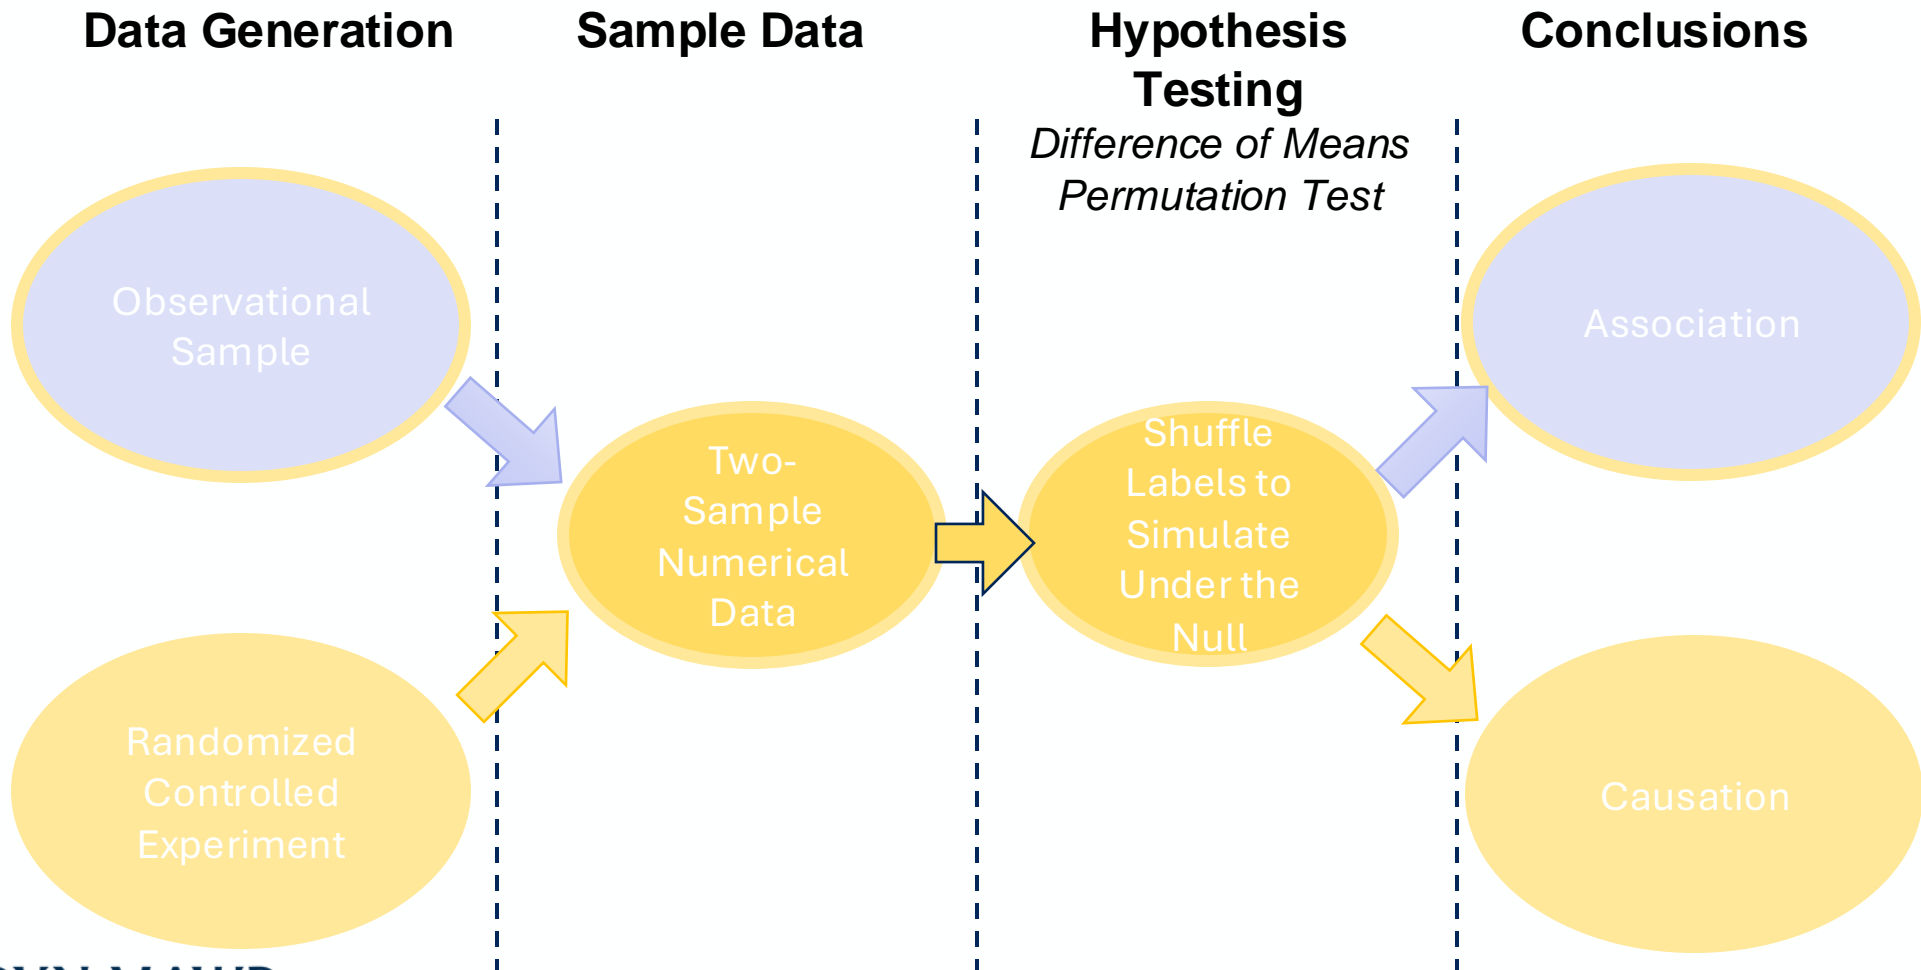 Data Generation
Sample Data
Hypothesis
Testing
Difference of Means
Permutation Test
Conclusions
Observational
Sample
Randomized
Controlled
Experiment
Two-
Sample
Numerical
Data
Shuffle
Labels to
Simulate
Under the
Null
Association
Causation